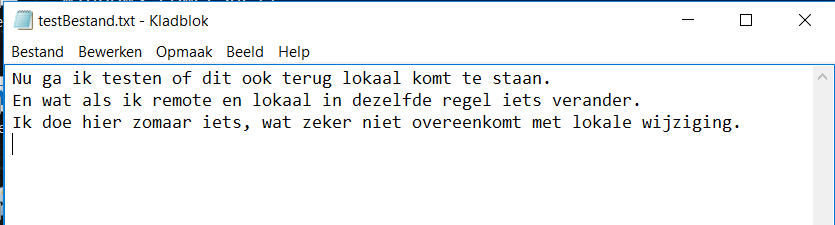 testBestand.txt - Kladblok
Bestand Bewerken Opmaak Beeld Help
Nu ga ik testen of dit ook terug lokaal komt te staan.
En wat als ik remote en lokaal in dezelfde regel iets verander.
Ik doe hier zomaar iets, wat zeker niet overeenkomt met lokale wijziging.